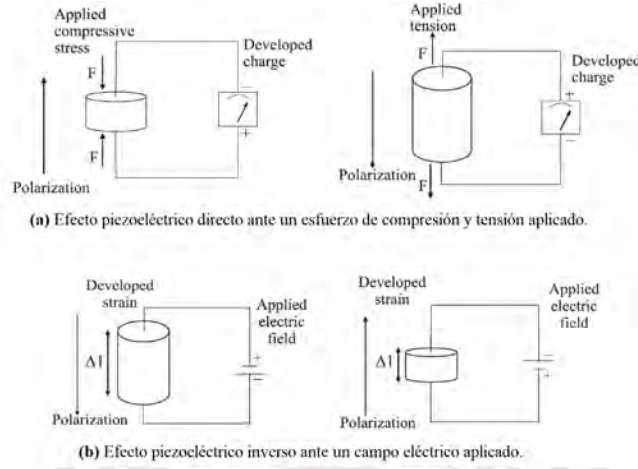 Applied
compressive
stress
F
Developed
charge
−
+
F
Polarization
Applied
tension
F
Developed
charge
+
−
Polarization
F
(a) Efecto piezoeléctrico directo ante un esfuerzo de compresión y tensión aplicado.
Developed
strain
Applied
electric
field
Δl
+
−
Polarization
Developed
strain
Applied
electric
field
Δl
−
+
Polarization
(b) Efecto piezoeléctrico inverso ante un campo eléctrico aplicado.